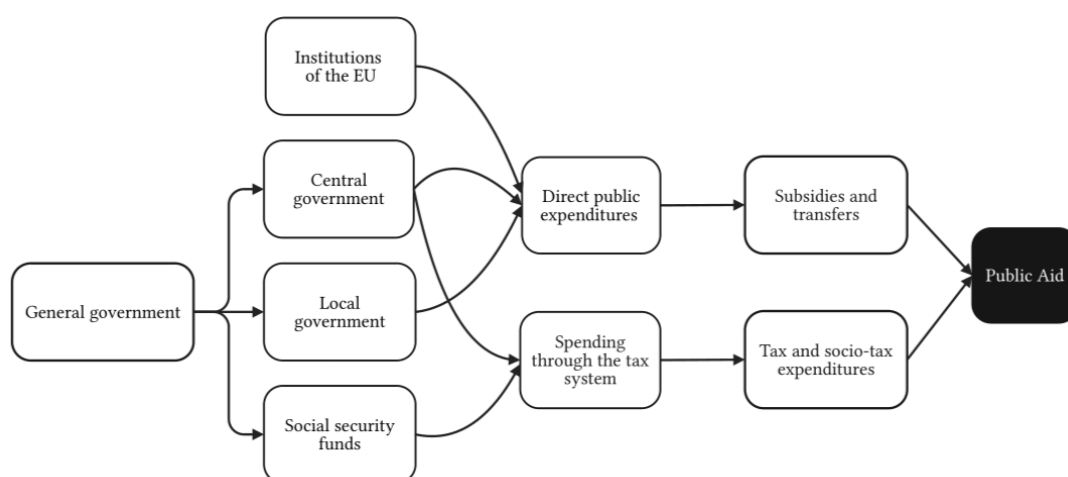 Institutions
of the EU
Central
government
Direct public
expenditures
Subsidies and
transfers
Public Aid
General government
Local
government
Spending
through the tax
system
Tax and socio-tax
expenditures
Social security
funds